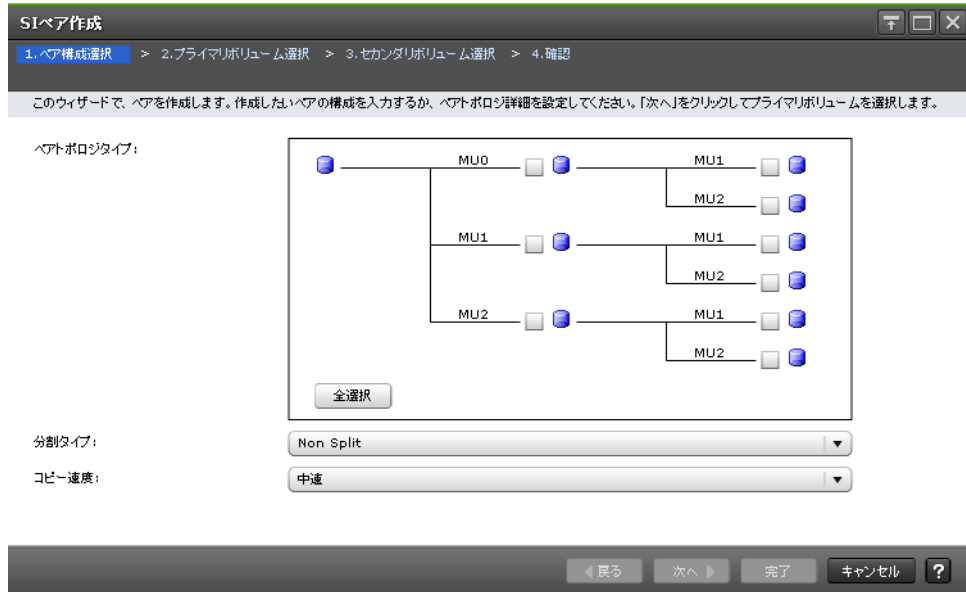 SIペア作成
1.ペア構成選択 > 2.プライマリボリューム選択 > 3.セカンダリボリューム選択 > 4.確認
このウィザードで、ペアを作成します。作成したいペアの構成を入力するか、ペアトポロジ詳細を設定してください。「次へ」をクリックしてプライマリボリュームを選択します。
ペアトポロジタイプ:
MU0 MU1
MU2
MU1 MU1
MU2
MU2 MU1
MU2
全選択
分割タイプ: Non Split
コピー速度: 中速
戻る 次へ 完了 キャンセル ?